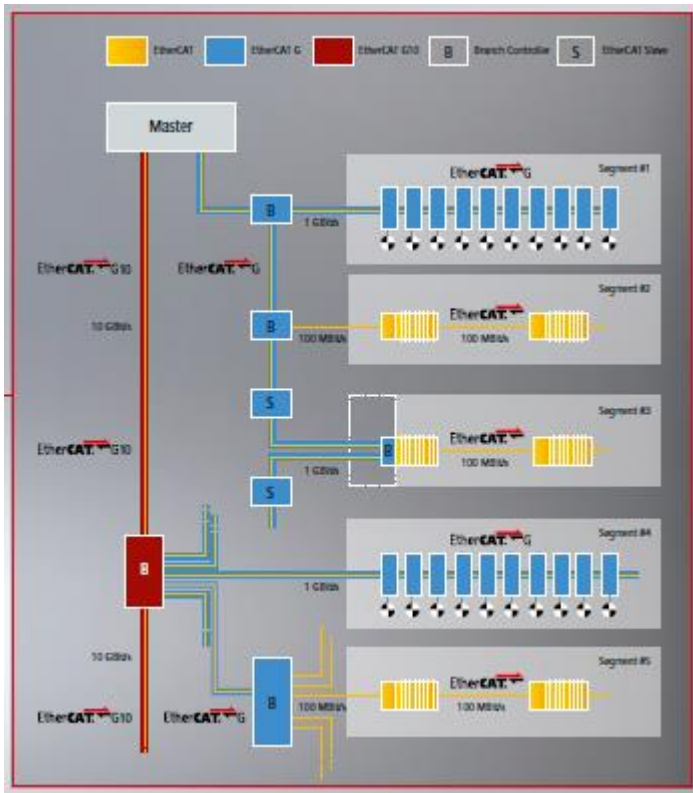 EtherCAT
EtherCAT G
EtherCAT G10
B
Branch Controller
S
EtherCAT Slave
Master
EtherCAT G
Segment #1
B
1 GBit/s
EtherCAT G10
EtherCAT G
Segment #2
EtherCAT
10 GBit/s
B
100 MBit/s
100 MBit/s
S
Segment #3
EtherCAT
EtherCAT G10
B
100 MBit/s
1 GBit/s
S
Segment #4
EtherCAT G
B
1 GBit/s
10 GBit/s
Segment #5
EtherCAT
B
100 MBit/s
100 MBit/s
EtherCAT G10
EtherCAT G